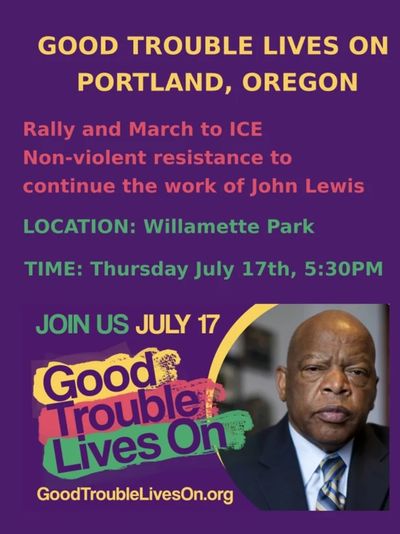 GOOD TROUBLE LIVES ON
PORTLAND, OREGON
Rally and March to ICE
Non-violent resistance to
continue the work of John Lewis
LOCATION: Willamette Park
TIME: Thursday July 17th, 5:30PM
JOIN US JULY 17
Good
Trouble
Lives On
GoodTroubleLivesOn.org